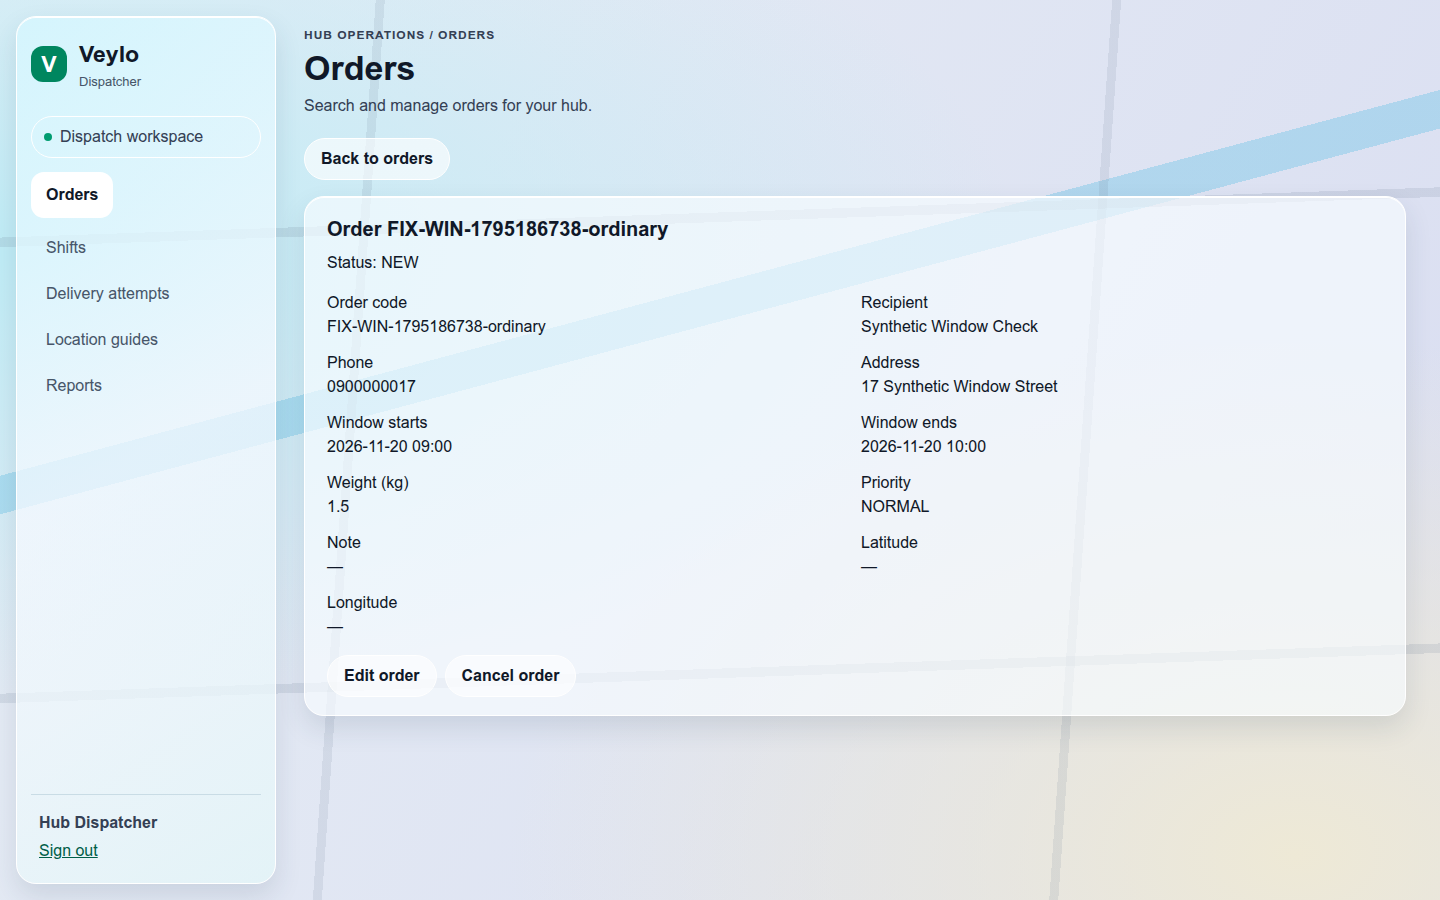 V
Veylo
Dispatcher
Dispatch workspace
Orders
Shifts
Delivery attempts
Location guides
Reports
Hub Dispatcher
Sign out
HUB OPERATIONS / ORDERS
Orders
Search and manage orders for your hub.
Back to orders
Order FIX-WIN-1795186738-ordinary
Status: NEW
Order code
FIX-WIN-1795186738-ordinary
Recipient
Synthetic Window Check
Phone
0900000017
Address
17 Synthetic Window Street
Window starts
2026-11-20 09:00
Window ends
2026-11-20 10:00
Weight (kg)
1.5
Priority
NORMAL
Note
—
Latitude
—
Longitude
—
Edit order
Cancel order